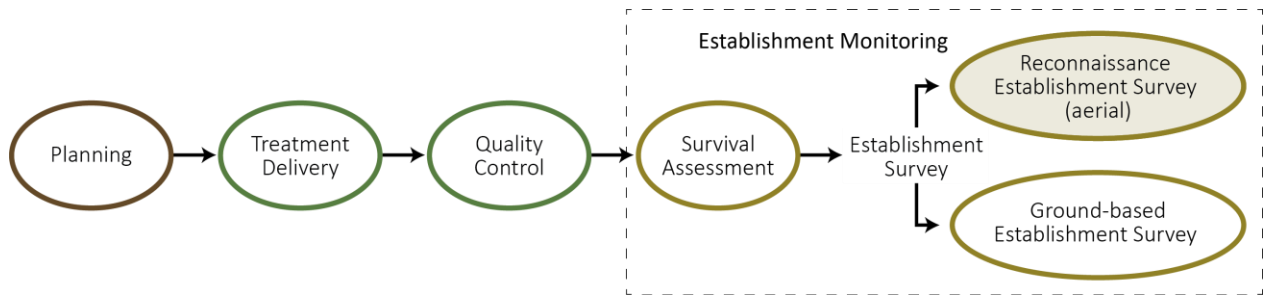 Establishment Monitoring
Planning
Treatment
Delivery
Quality
Control
Survival
Assessment
Establishment
Survey
Reconnaissance
Establishment Survey
(aerial)
Ground-based
Establishment Survey